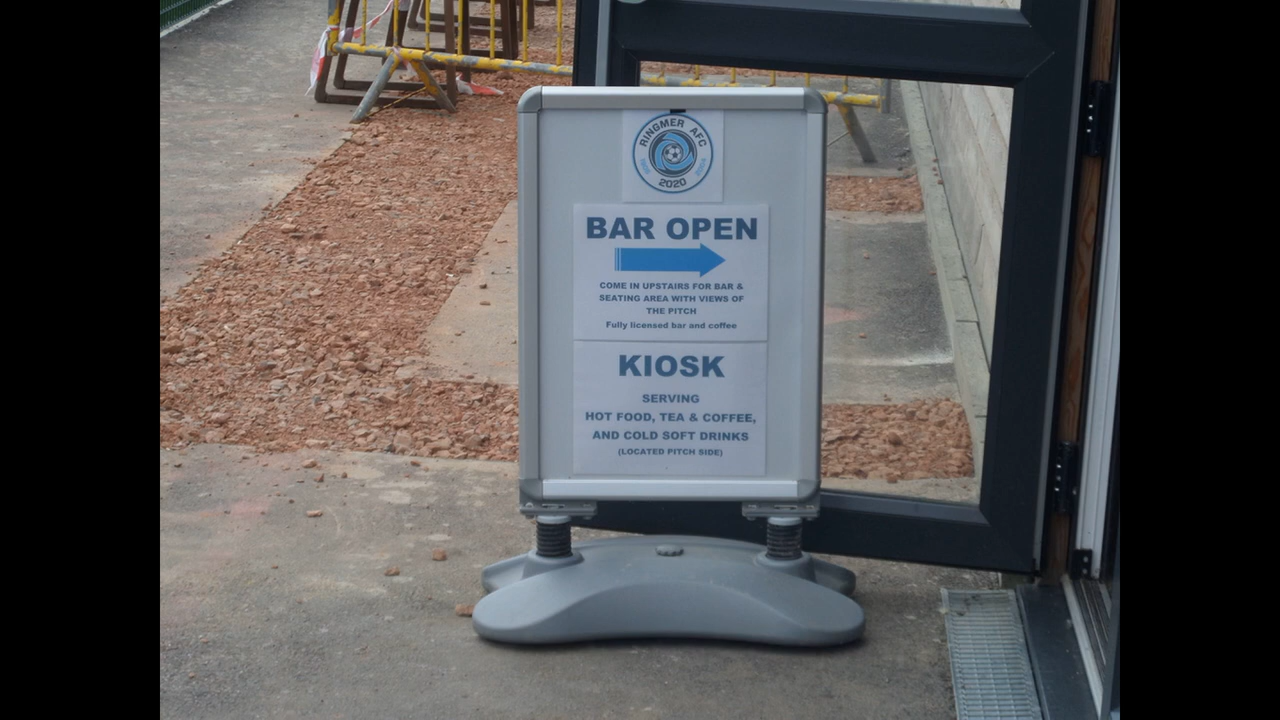 RINGMER AFC
2020
BAR OPEN
COME IN UPSTAIRS FOR BAR &
SEATING AREA WITH VIEWS OF
THE PITCH
Fully licensed bar and coffee
KIOSK
SERVING
HOT FOOD, TEA & COFFEE,
AND COLD SOFT DRINKS
(LOCATED PITCH SIDE)